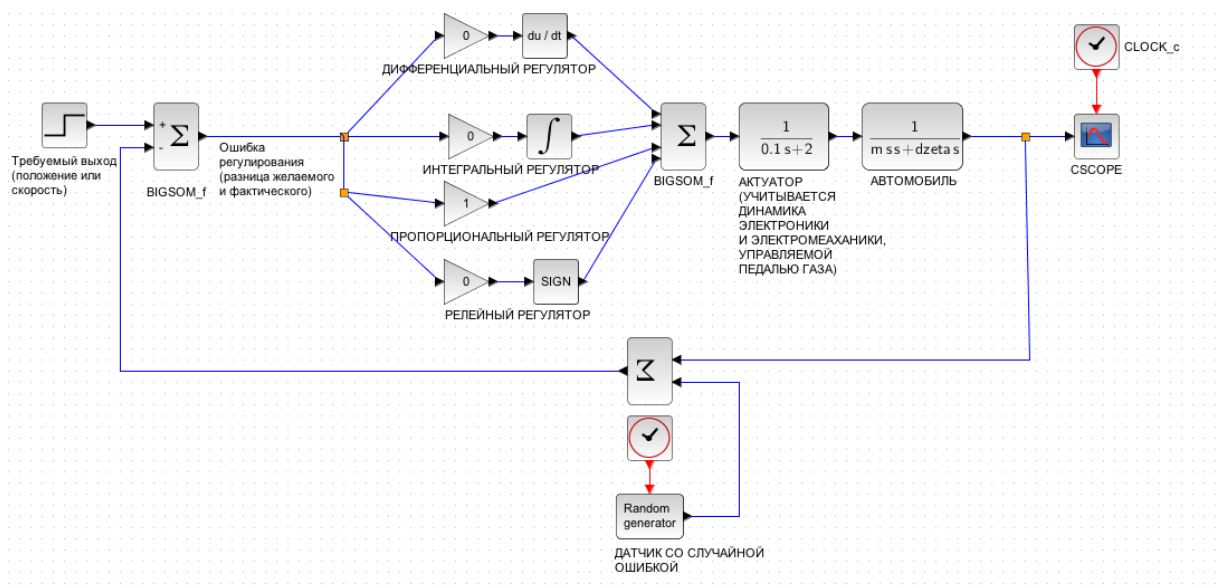 0
du / dt
CLOCK_c
ДИФФЕРЕНЦИАЛЬНЫЙ РЕГУЛЯТОР
+
-
Σ
Требуемый выход
(положение или
скорость)
BIGSOM_f
Ошибка
регулирования
(разница желаемого
и фактического)
0
∫
ИНТЕГРАЛЬНЫЙ РЕГУЛЯТОР
Σ
BIGSOM_f
1
0.1 s+2
АКТУАТОР
(УЧИТЫВАЕТСЯ
ДИНАМИКА
ЭЛЕКТРОНИКИ
И ЭЛЕКТРОМЕАХАНИКИ,
УПРАВЛЯЕМОЙ
ПЕДАЛЬЮ ГАЗА)
1
m s s+dzeta s
АВТОМОБИЛЬ
CSCOPE
1
ПРОПОРЦИОНАЛЬНЫЙ РЕГУЛЯТОР
0
SIGN
РЕЛЕЙНЫЙ РЕГУЛЯТОР
Σ
Random
generator
ДАТЧИК СО СЛУЧАЙНОЙ
ОШИБКОЙ